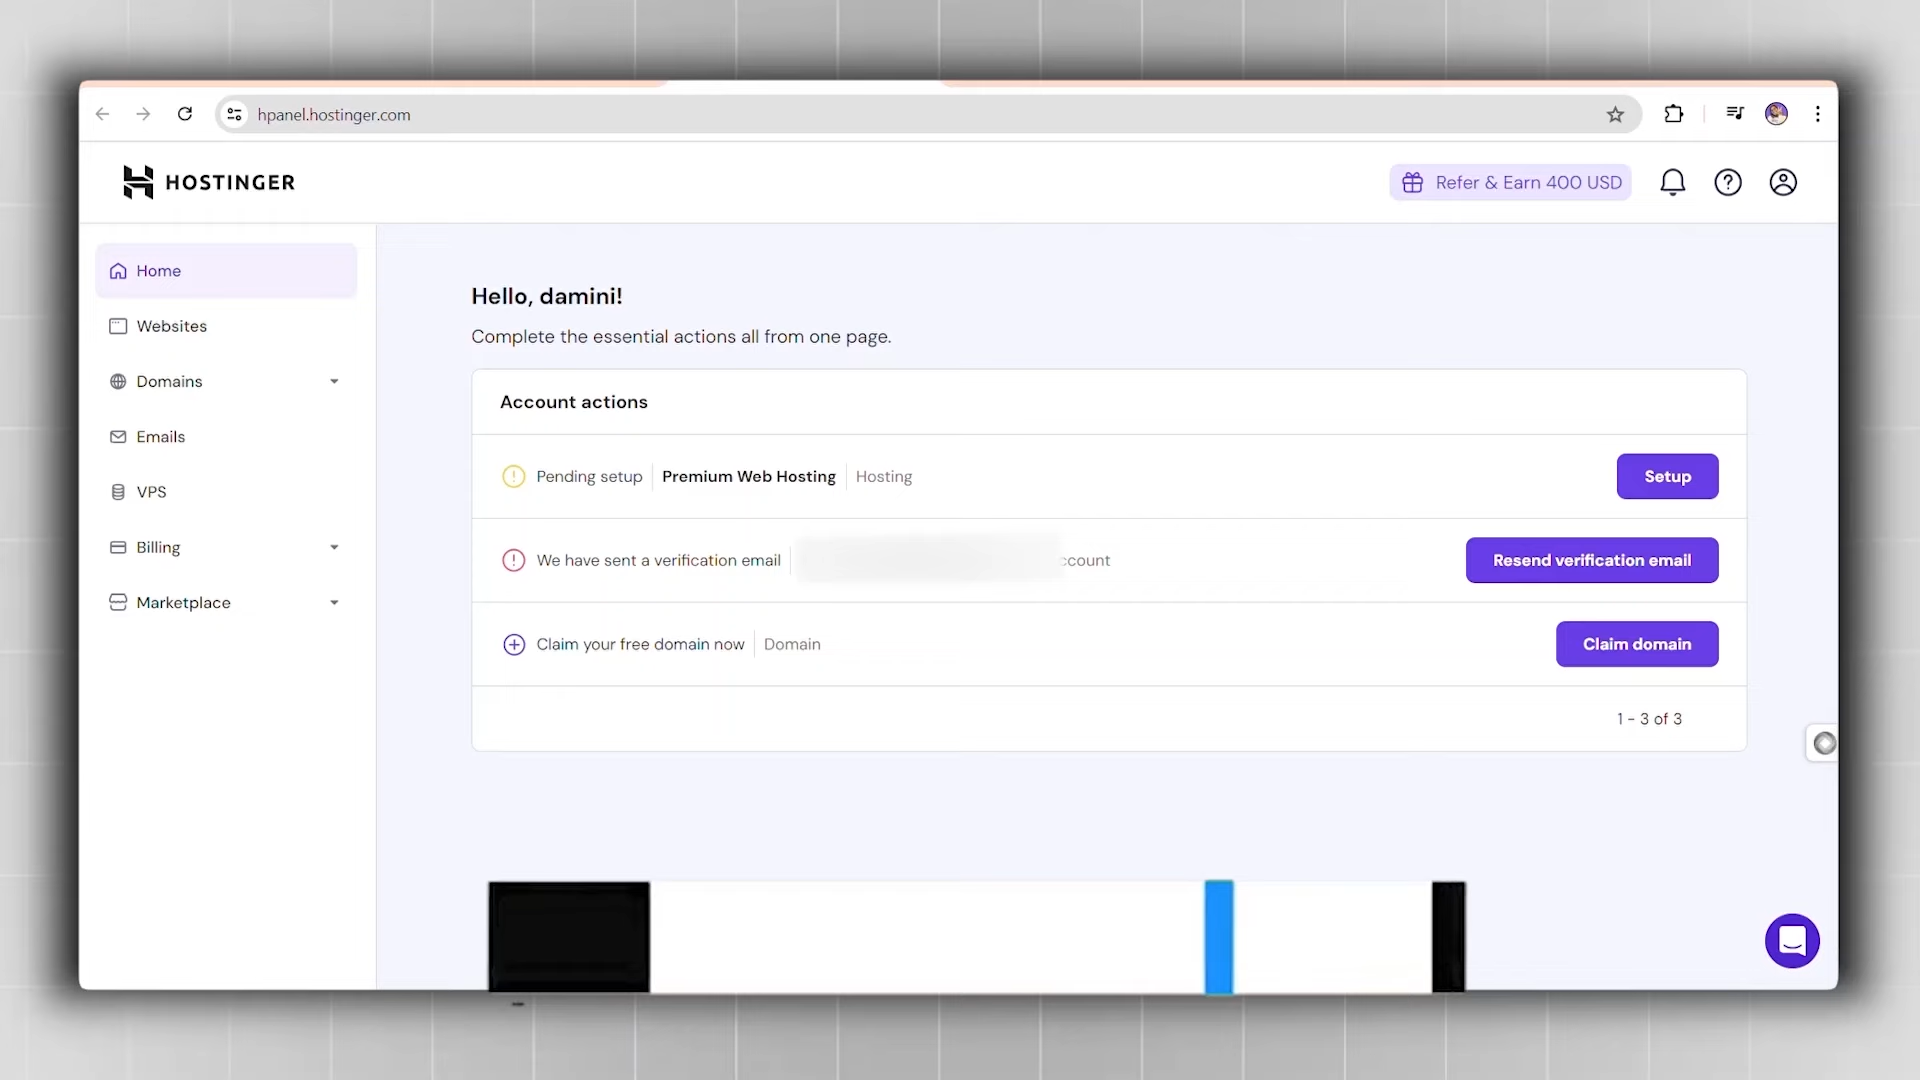 hpanel.hostinger.com
HOSTINGER
Refer & Earn 400 USD
Home
Websites
Domains
Emails
VPS
Billing
Marketplace
Hello, damini!
Complete the essential actions all from one page.
Account actions
Pending setup Premium Web Hosting Hosting
Setup
We have sent a verification email ccount
Resend verification email
Claim your free domain now Domain
Claim domain
1 - 3 of 3